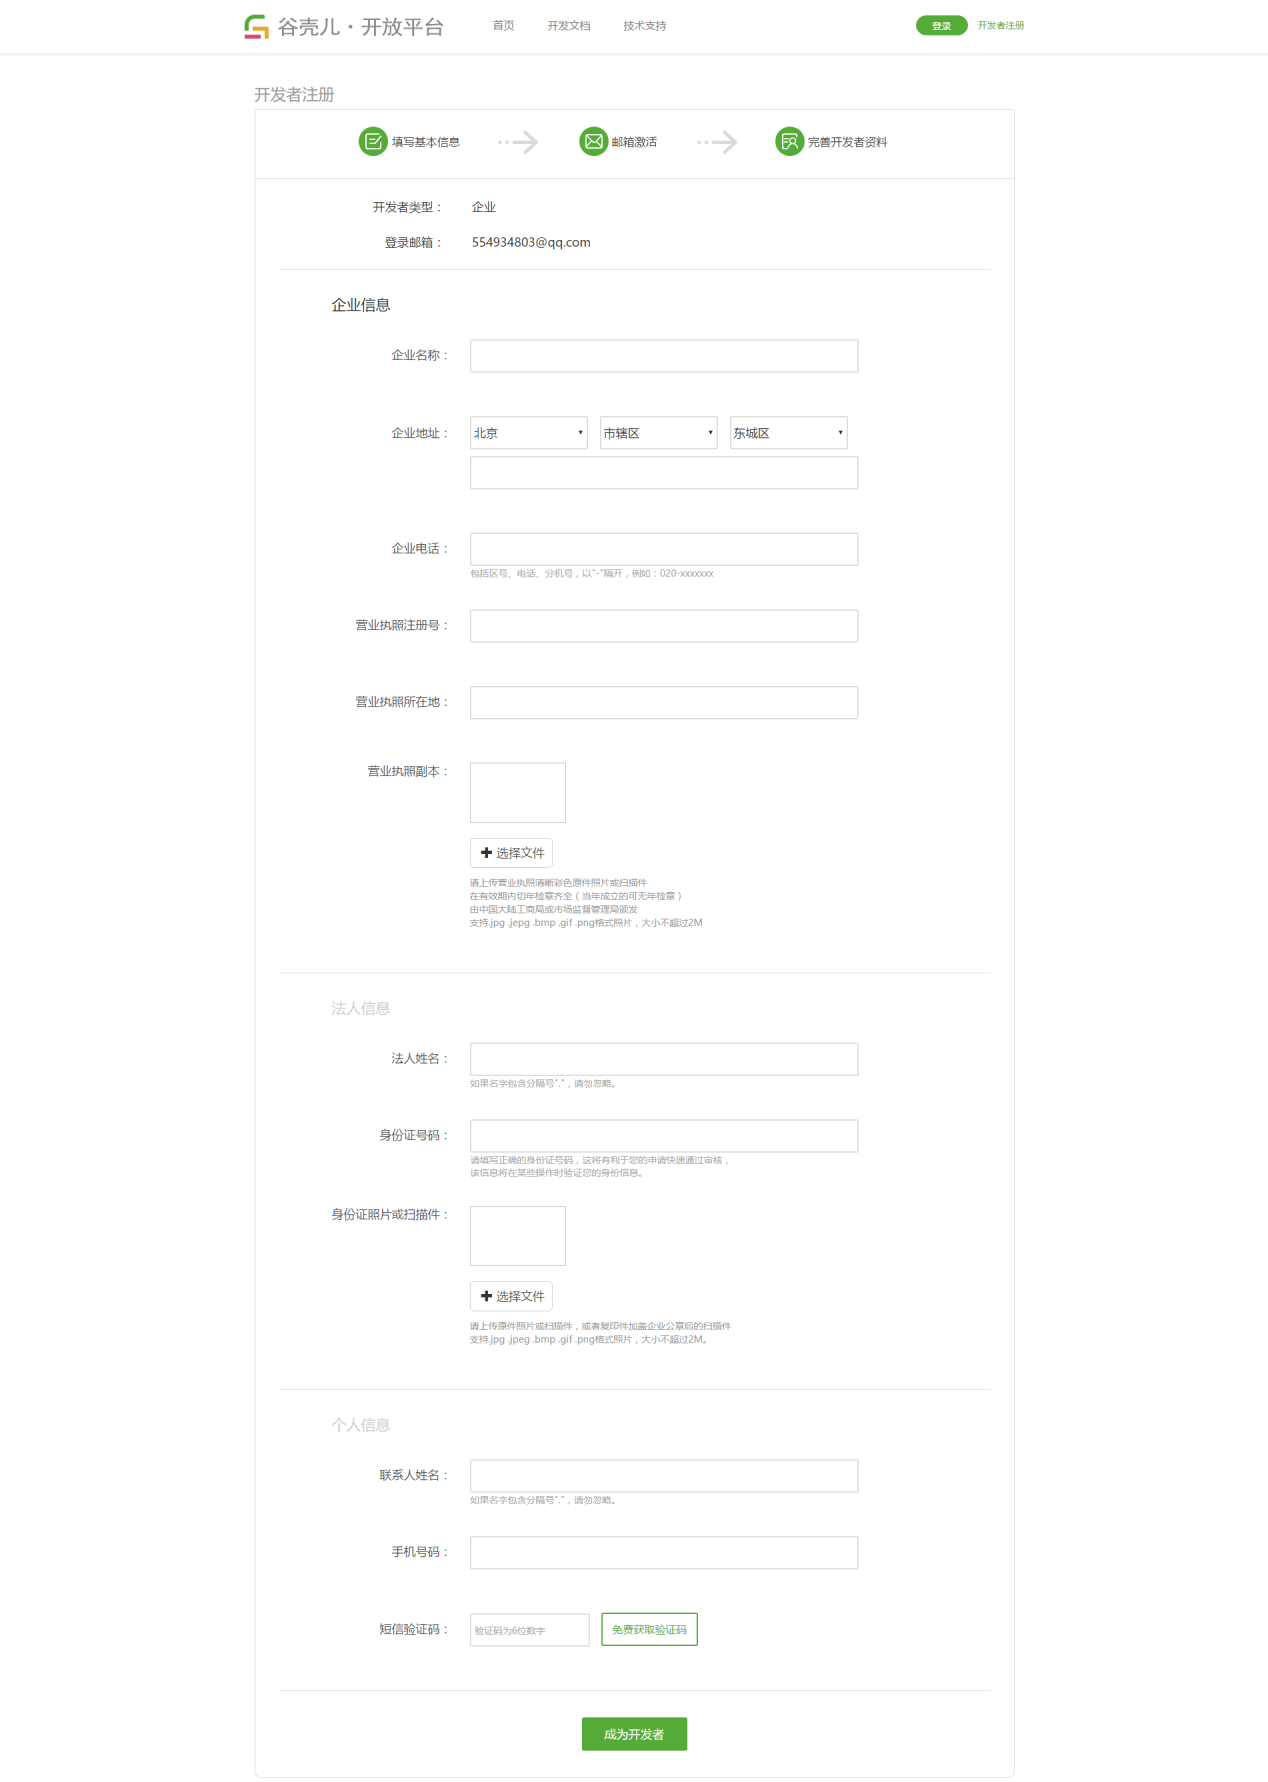 谷壳儿·开放平台 首页 开发文档 技术支持 登录 开发者注册
开发者注册
填写基本信息 邮箱激活 完善开发者资料
开发者类型： 企业
登录邮箱： 554934803@qq.com
企业信息
企业名称：
企业地址： 北京 市辖区 东城区
企业电话：
包括区号、电话、分机号，以"-"隔开，例如：020-xxxxxxx
营业执照注册号：
营业执照所在地：
营业执照副本：
选择文件
请上传营业执照清晰彩色原件照片或扫描件
在有效期内切年检章齐全（当年成立的可无年检章）
由中国大陆工商局或市场监督管理局颁发
支持.jpg .jepg .bmp .gif .png格式照片，大小不超过2M
法人信息
法人姓名：
如果名字包含分隔号"."，请勿忽略。
身份证号码：
请填写正确的身份证号码，这将有利于您的申请快速通过审核，
该信息将在某些操作时验证您的身份信息。
身份证照片或扫描件：
选择文件
请上传原件照片或扫描件，或者复印件加盖企业公章后的扫描件
支持.jpg .jpeg .bmp .gif .png格式照片，大小不超过2M。
个人信息
联系人姓名：
如果名字包含分隔号"."，请勿忽略。
手机号码：
短信验证码： 验证码为6位数字 免费获取验证码
成为开发者